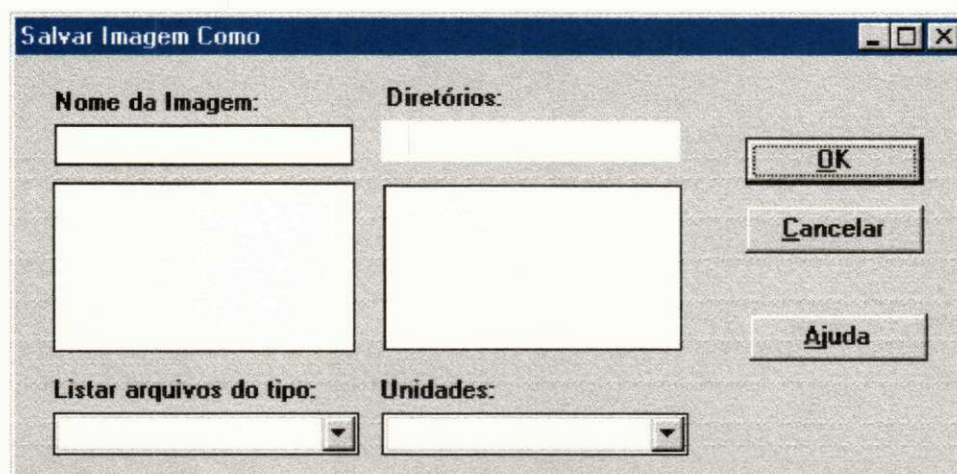 Salvar Imagem Como
Nome da Imagem:
Diretórios:
OK
Cancelar
Ajuda
Listar arquivos do tipo:
Unidades: